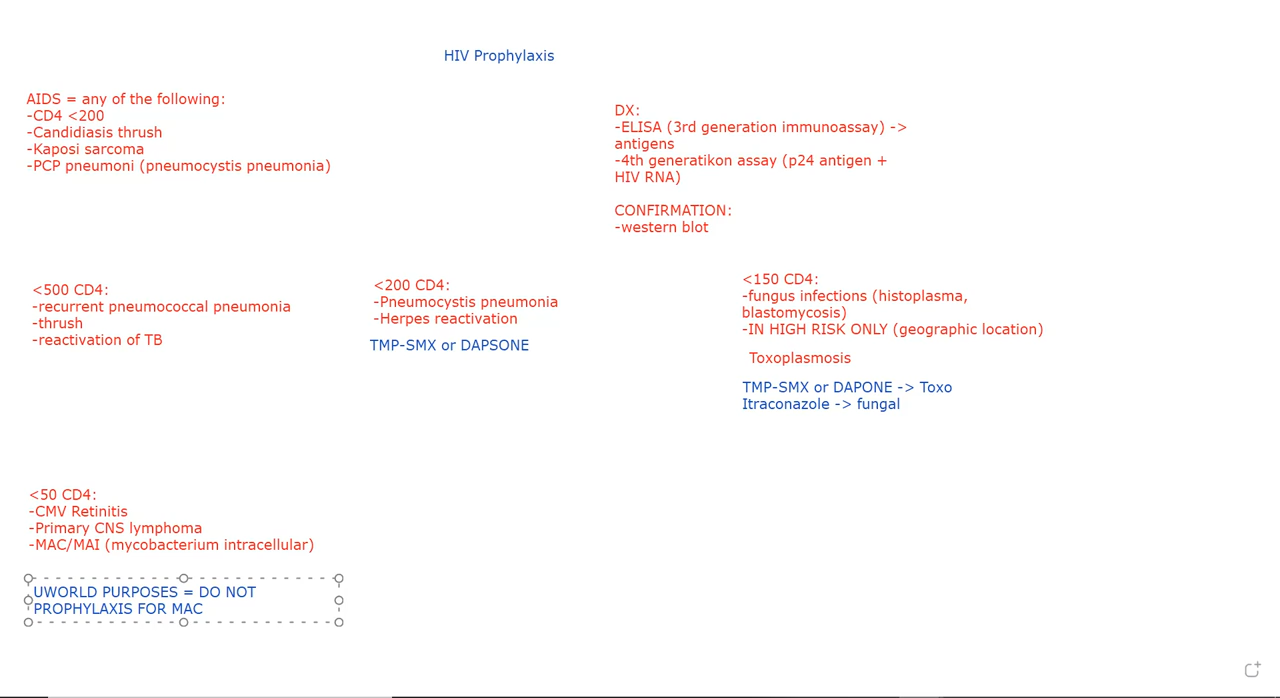 HIV Prophylaxis
AIDS = any of the following:
-CD4 <200
-Candidiasis thrush
-Kaposi sarcoma
-PCP pneumoni (pneumocystis pneumonia)
DX:
-ELISA (3rd generation immunoassay) ->
antigens
-4th generatikon assay (p24 antigen +
HIV RNA)
CONFIRMATION:
-western blot
<500 CD4:
-recurrent pneumococcal pneumonia
-thrush
-reactivation of TB
<200 CD4:
-Pneumocystis pneumonia
-Herpes reactivation
TMP-SMX or DAPSONE
<150 CD4:
-fungus infections (histoplasma,
blastomycosis)
-IN HIGH RISK ONLY (geographic location)
Toxoplasmosis
TMP-SMX or DAPONE -> Toxo
Itraconazole -> fungal
<50 CD4:
-CMV Retinitis
-Primary CNS lymphoma
-MAC/MAI (mycobacterium intracellular)
UWORLD PURPOSES = DO NOT
PROPHYLAXIS FOR MAC